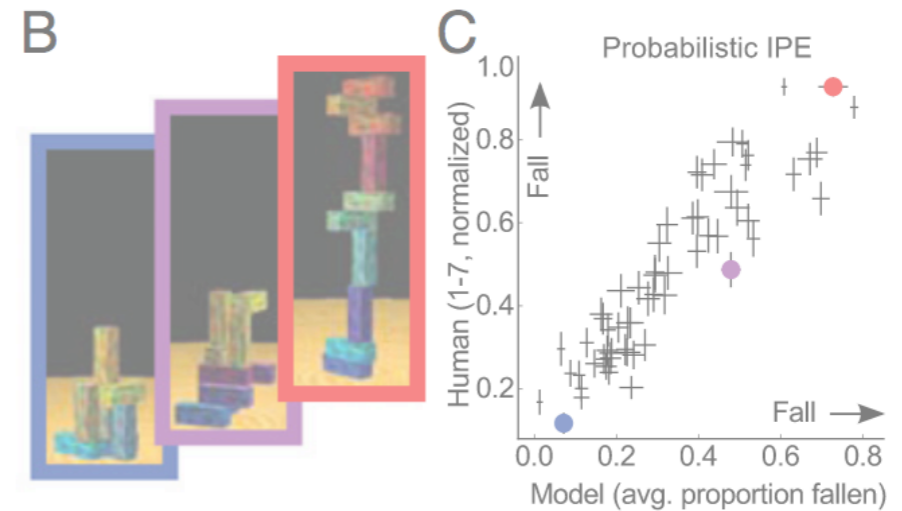 B
C
Probabilistic IPE
Human (1-7, normalized)
1.0
0.8
0.6
0.4
0.2
Fall
Fall
0.0 0.2 0.4 0.6 0.8
Model (avg. proportion fallen)